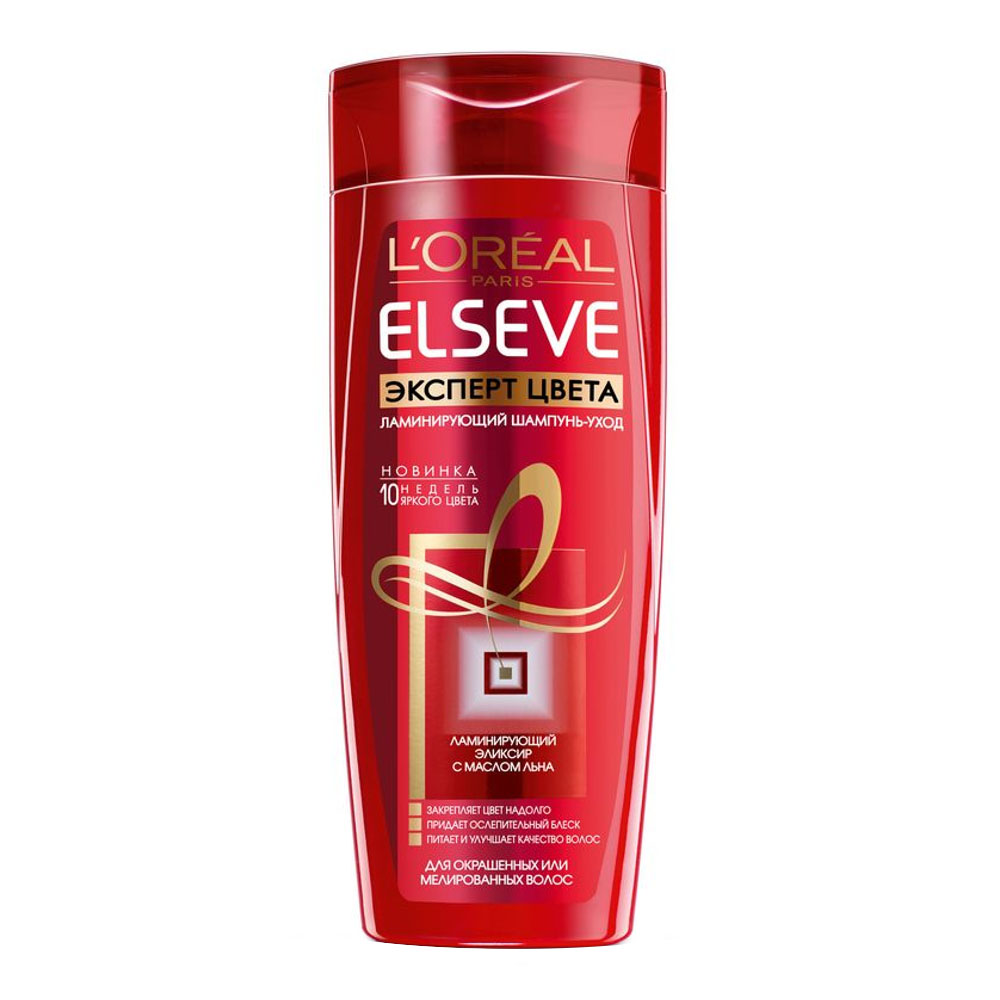 L'ORÉAL
PARIS
ELSEVE
ЭКСПЕРТ ЦВЕТА
ЛАМИНИРУЮЩИЙ ШАМПУНЬ-УХОД
НОВИНКА
10 НЕДЕЛЬ
ЯРКОГО ЦВЕТА
ЛАМИНИРУЮЩИЙ
ЭЛИКСИР
С МАСЛОМ ЛЬНА
ЗАКРЕПЛЯЕТ ЦВЕТ НАДОЛГО
ПРИДАЕТ ОСЛЕПИТЕЛЬНЫЙ БЛЕСК
ПИТАЕТ И УЛУЧШАЕТ КАЧЕСТВО ВОЛОС
ДЛЯ ОКРАШЕННЫХ ИЛИ
МЕЛИРОВАННЫХ ВОЛОС